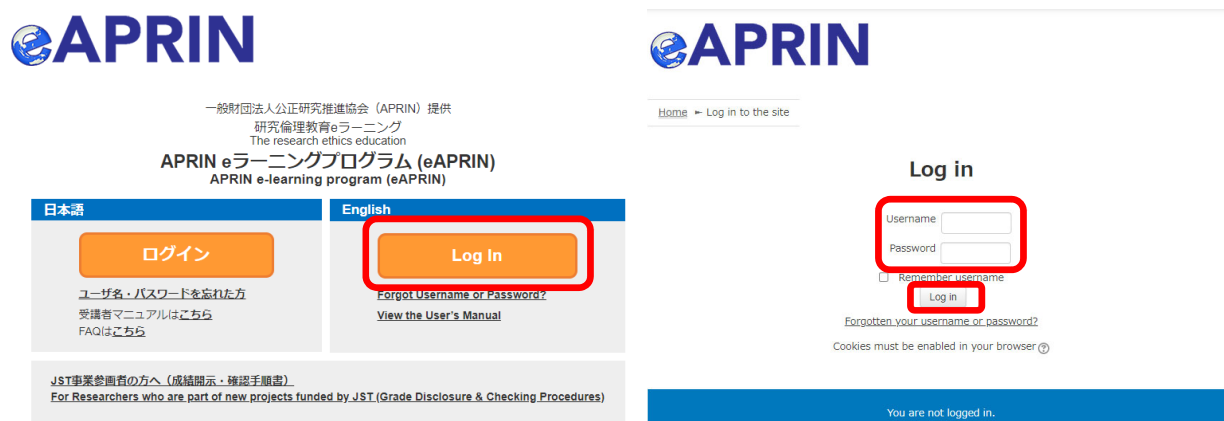 eAPRIN
一般財団法人公正研究推進協会（APRIN）提供
研究倫理教育eラーニング
The research ethics education
APRIN eラーニングプログラム (eAPRIN)
APRIN e-learning program (eAPRIN)
日本語
ログイン
ユーザ名・パスワードを忘れた方
受講者マニュアルはこちら
FAQはこちら
English
Log In
Forgot Username or Password?
View the User's Manual
JST事業参画者の方へ（成績開示・確認手順書）
For Researchers who are part of new projects funded by JST (Grade Disclosure & Checking Procedures)
eAPRIN
Home ► Log in to the site
Log in
Username
Password
Remember username
Log in
Forgotten your username or password?
Cookies must be enabled in your browser ?
You are not logged in.